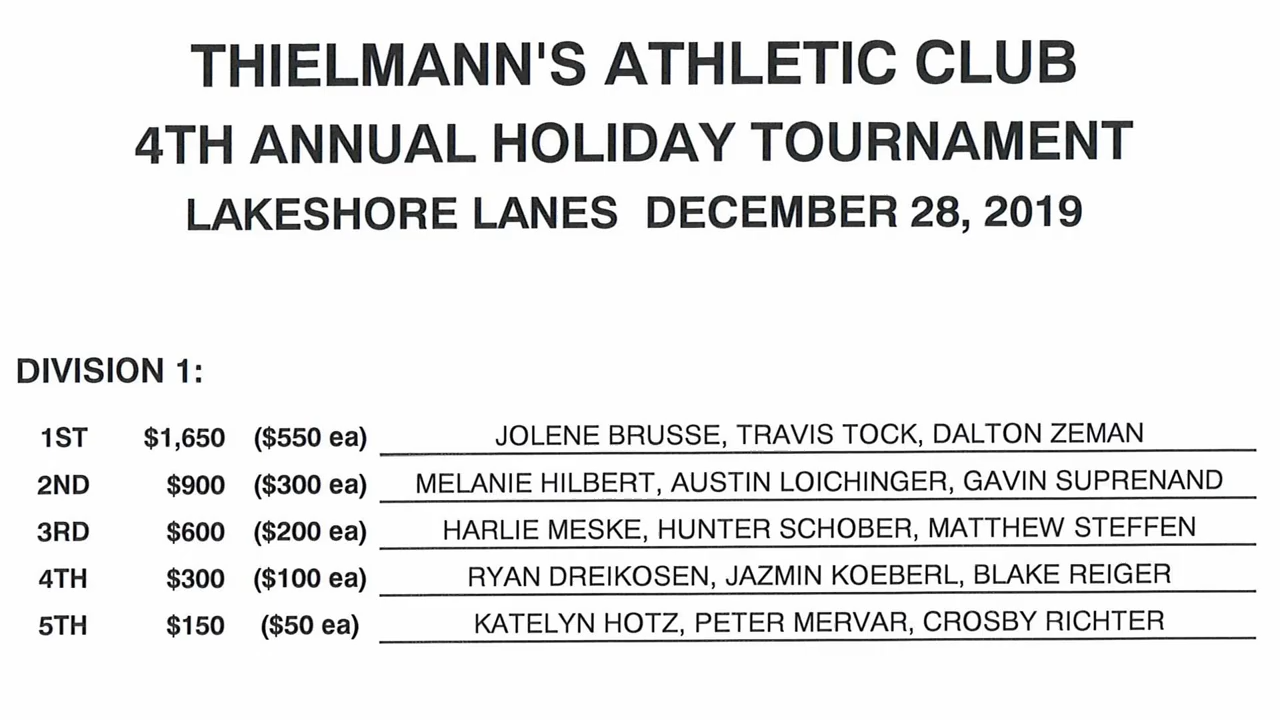 THIELMANN'S ATHLETIC CLUB
4TH ANNUAL HOLIDAY TOURNAMENT
LAKESHORE LANES DECEMBER 28, 2019
DIVISION 1:
1ST $1,650 ($550 ea) JOLENE BRUSSE, TRAVIS TOCK, DALTON ZEMAN
2ND $900 ($300 ea) MELANIE HILBERT, AUSTIN LOICHINGER, GAVIN SUPRENAND
3RD $600 ($200 ea) HARLIE MESKE, HUNTER SCHOBER, MATTHEW STEFFEN
4TH $300 ($100 ea) RYAN DREIKOSEN, JAZMIN KOEBERL, BLAKE REIGER
5TH $150 ($50 ea) KATELYN HOTZ, PETER MERVAR, CROSBY RICHTER